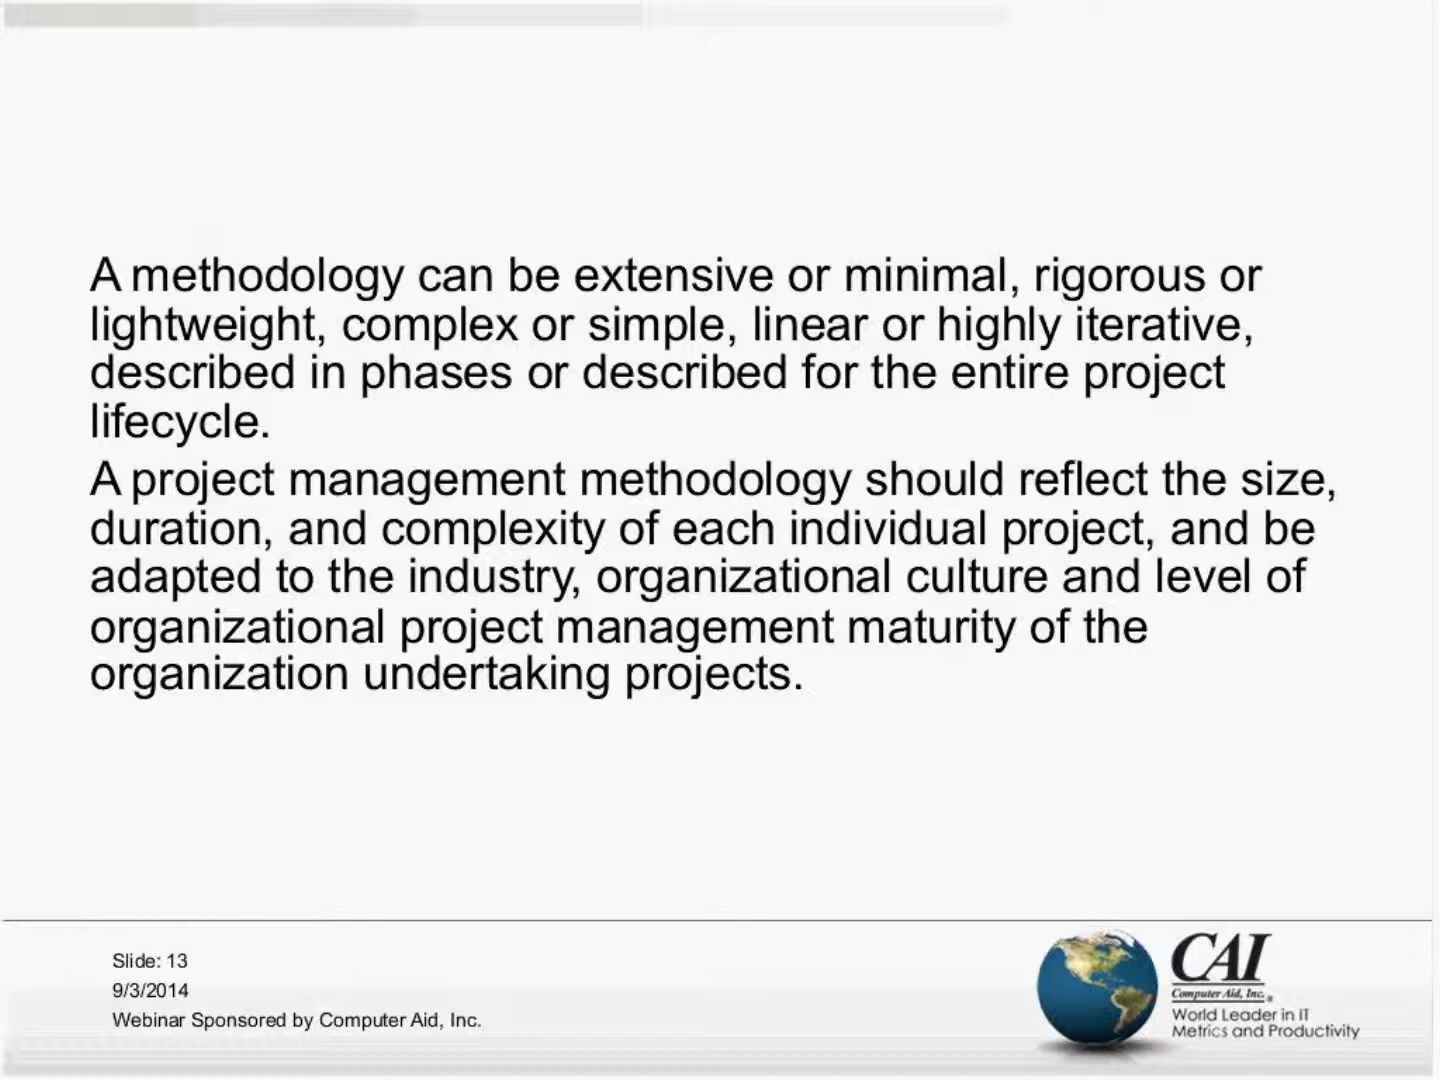 A methodology can be extensive or minimal, rigorous or
lightweight, complex or simple, linear or highly iterative,
described in phases or described for the entire project
lifecycle.
A project management methodology should reflect the size,
duration, and complexity of each individual project, and be
adapted to the industry, organizational culture and level of
organizational project management maturity of the
organization undertaking projects.
Slide: 13
9/3/2014
Webinar Sponsored by Computer Aid, Inc.
CAI
Computer Aid, Inc.®
World Leader in IT
Metrics and Productivity